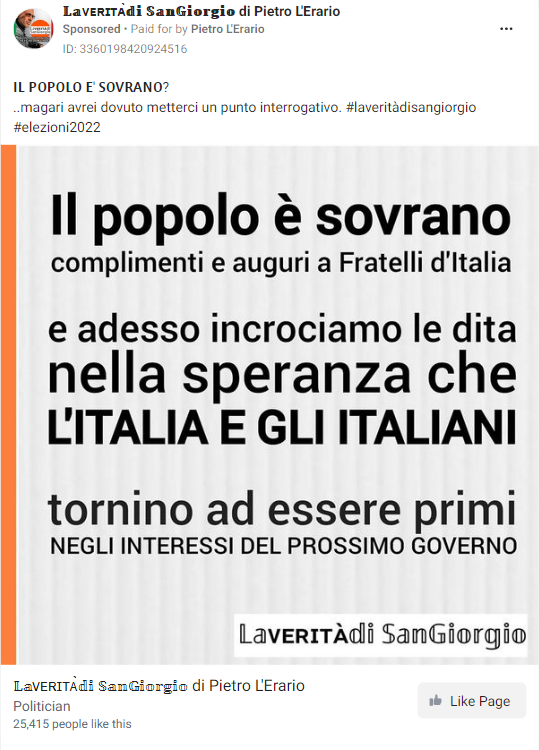 LaVERITÀdi SanGiorgio di Pietro L'Erario
Sponsored • Paid for by Pietro L'Erario
ID: 3360198420924516
IL POPOLO E' SOVRANO?
..magari avrei dovuto metterci un punto interrogativo. #laveritàdisangiorgio
#elezioni2022
Il popolo è sovrano
complimenti e auguri a Fratelli d'Italia
e adesso incrociamo le dita
nella speranza che
L'ITALIA E GLI ITALIANI
tornino ad essere primi
NEGLI INTERESSI DEL PROSSIMO GOVERNO
LaVERITÀdi SanGiorgio
LaVERITÀdi SanGiorgio di Pietro L'Erario
Politician
25,415 people like this
Like Page